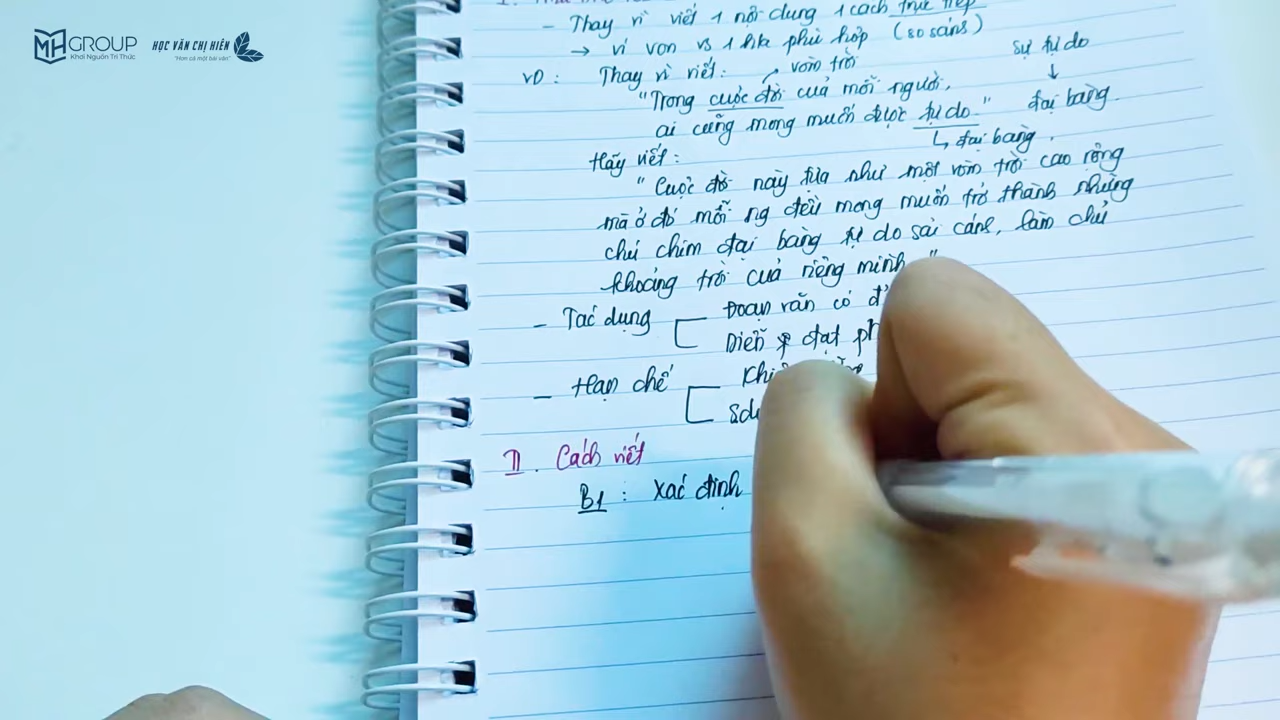 MH GROUP
Khơi Nguồn Tri Thức
HỌC VĂN CHỊ HIÊN
"Hơn cả một bài văn"
- Thay vì viết 1 nội dung 1 cách trực tiếp
→ ví von vs 1 h/a phù hợp (so sánh)
sự tự do
VD : Thay vì viết : vòm trời
"Trong cuộc đời của mỗi người,
ai cũng mong muốn được tự do" đại bàng
↳ đại bàng.
Hãy viết :
"Cuộc đời này tựa như một vòm trời cao rộng
mà ở đó mỗi ng đều mong muốn trở thành những
chú chim đại bàng tự do sải cánh, làm chủ
khoảng trời của riêng mình"
- Tác dụng Đoạn văn có
Diễn đạt
- Hạn chế
II. Cách viết
B1 : Xác định